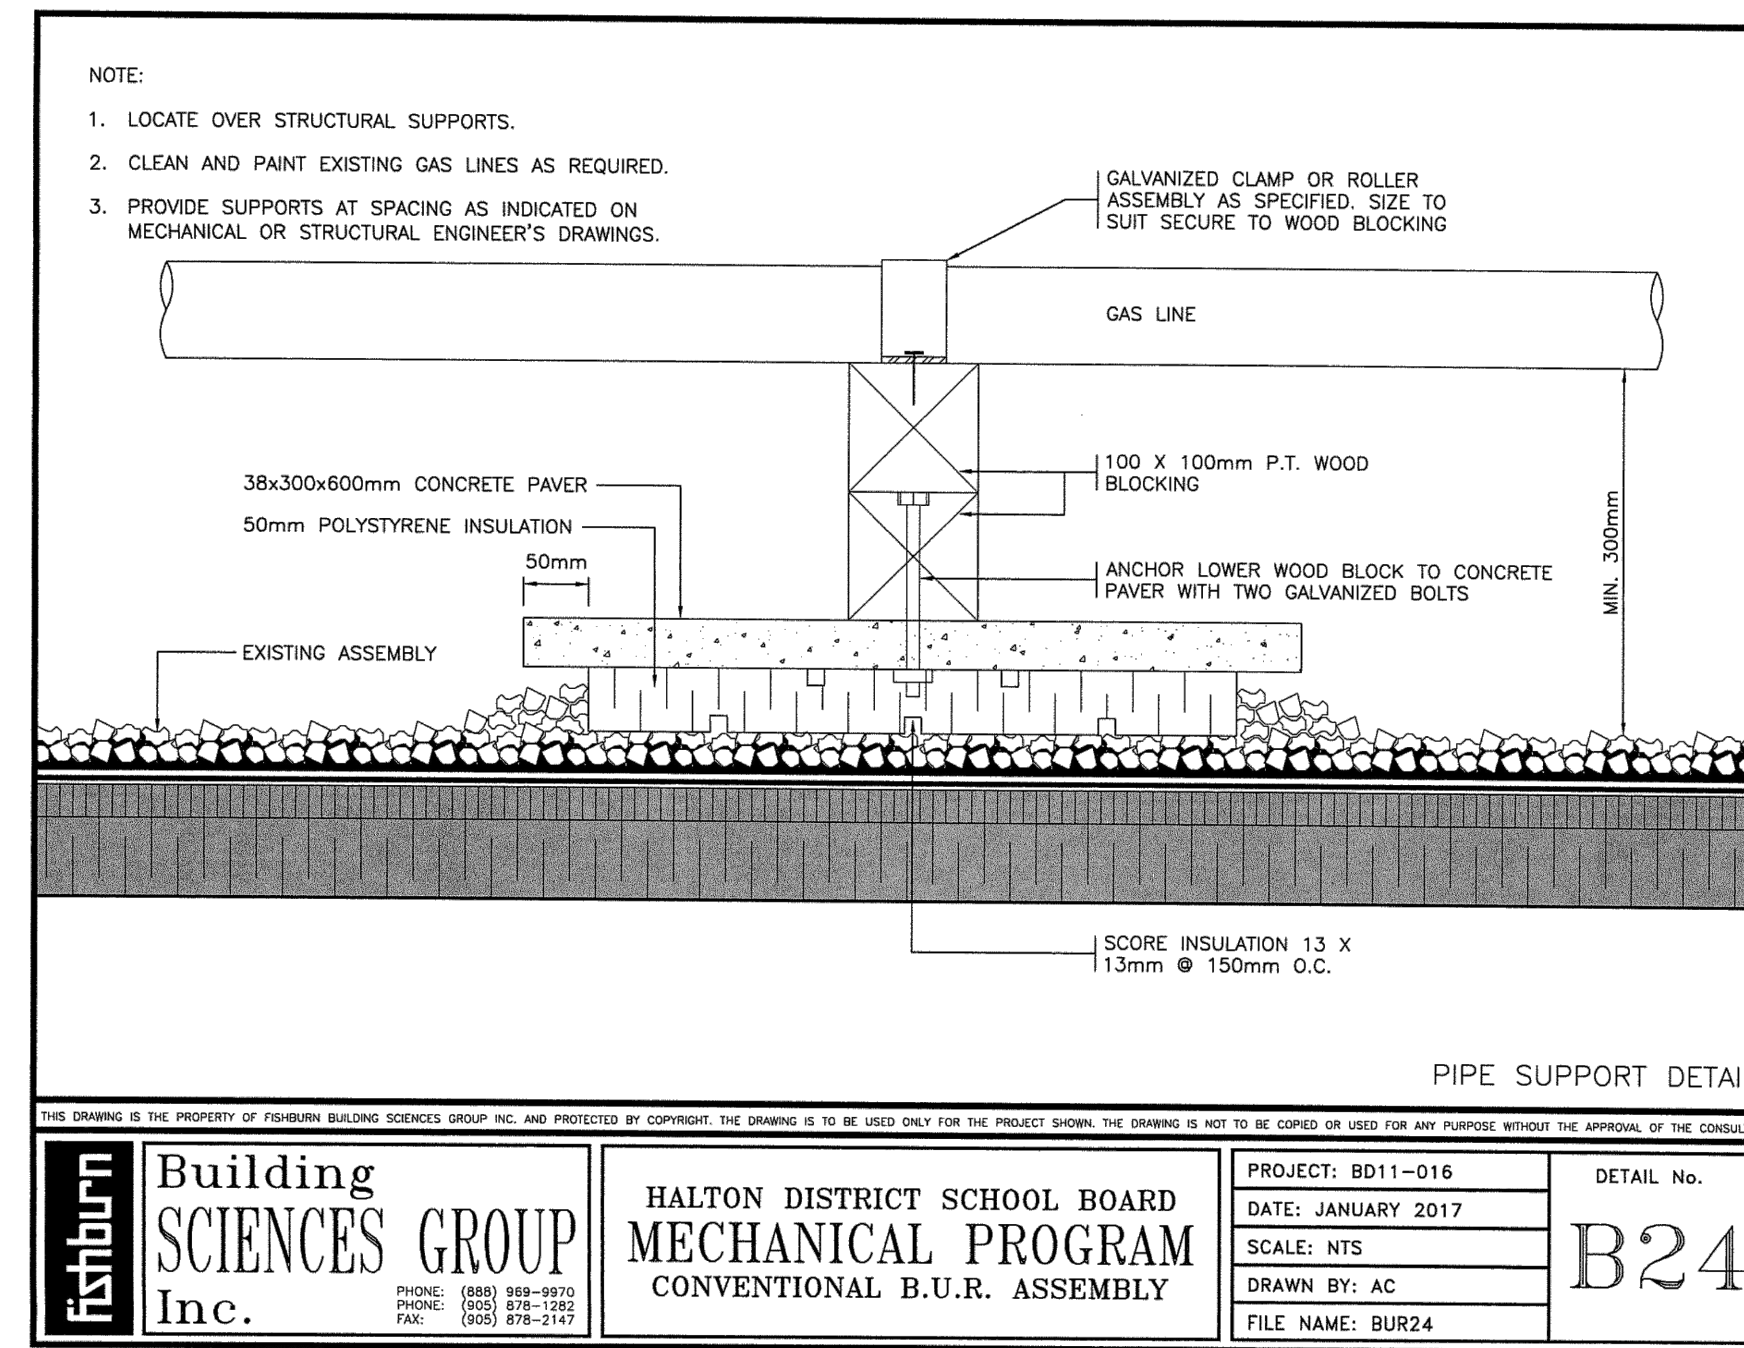 NOTE:
1. LOCATE OVER STRUCTURAL SUPPORTS.
2. CLEAN AND PAINT EXISTING GAS LINES AS REQUIRED.
3. PROVIDE SUPPORTS AT SPACING AS INDICATED ON
MECHANICAL OR STRUCTURAL ENGINEER'S DRAWINGS.
GALVANIZED CLAMP OR ROLLER
ASSEMBLY AS SPECIFIED. SIZE TO
SUIT SECURE TO WOOD BLOCKING
GAS LINE
100 X 100mm P.T. WOOD
BLOCKING
38x300x600mm CONCRETE PAVER
50mm POLYSTYRENE INSULATION
50mm
MIN. 300mm
ANCHOR LOWER WOOD BLOCK TO CONCRETE
PAVER WITH TWO GALVANIZED BOLTS
EXISTING ASSEMBLY
SCORE INSULATION 13 X
13mm @ 150mm O.C.
PIPE SUPPORT DETAI
THIS DRAWING IS THE PROPERTY OF FISHBURN BUILDING SCIENCES GROUP INC. AND PROTECTED BY COPYRIGHT. THE DRAWING IS TO BE USED ONLY FOR THE PROJECT SHOWN. THE DRAWING IS NOT TO BE COPIED OR USED FOR ANY PURPOSE WITHOUT THE APPROVAL OF THE CONSUL
fishburn
Building
SCIENCES GROUP
Inc.
PHONE: (888) 969-9970
PHONE: (905) 878-1282
FAX: (905) 878-2147
HALTON DISTRICT SCHOOL BOARD
MECHANICAL PROGRAM
CONVENTIONAL B.U.R. ASSEMBLY
PROJECT: BD11-016
DATE: JANUARY 2017
SCALE: NTS
DRAWN BY: AC
FILE NAME: BUR24
DETAIL No.
B24